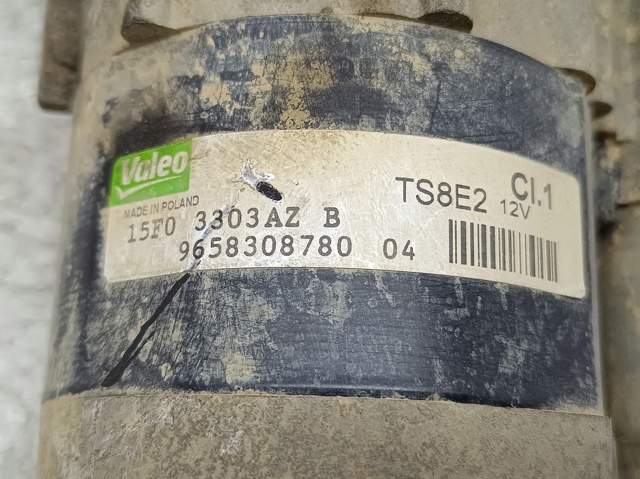 Valeo
TS8E2 12V Cl.1
MADE IN POLAND
15F0 3303AZ B
9658308780 04